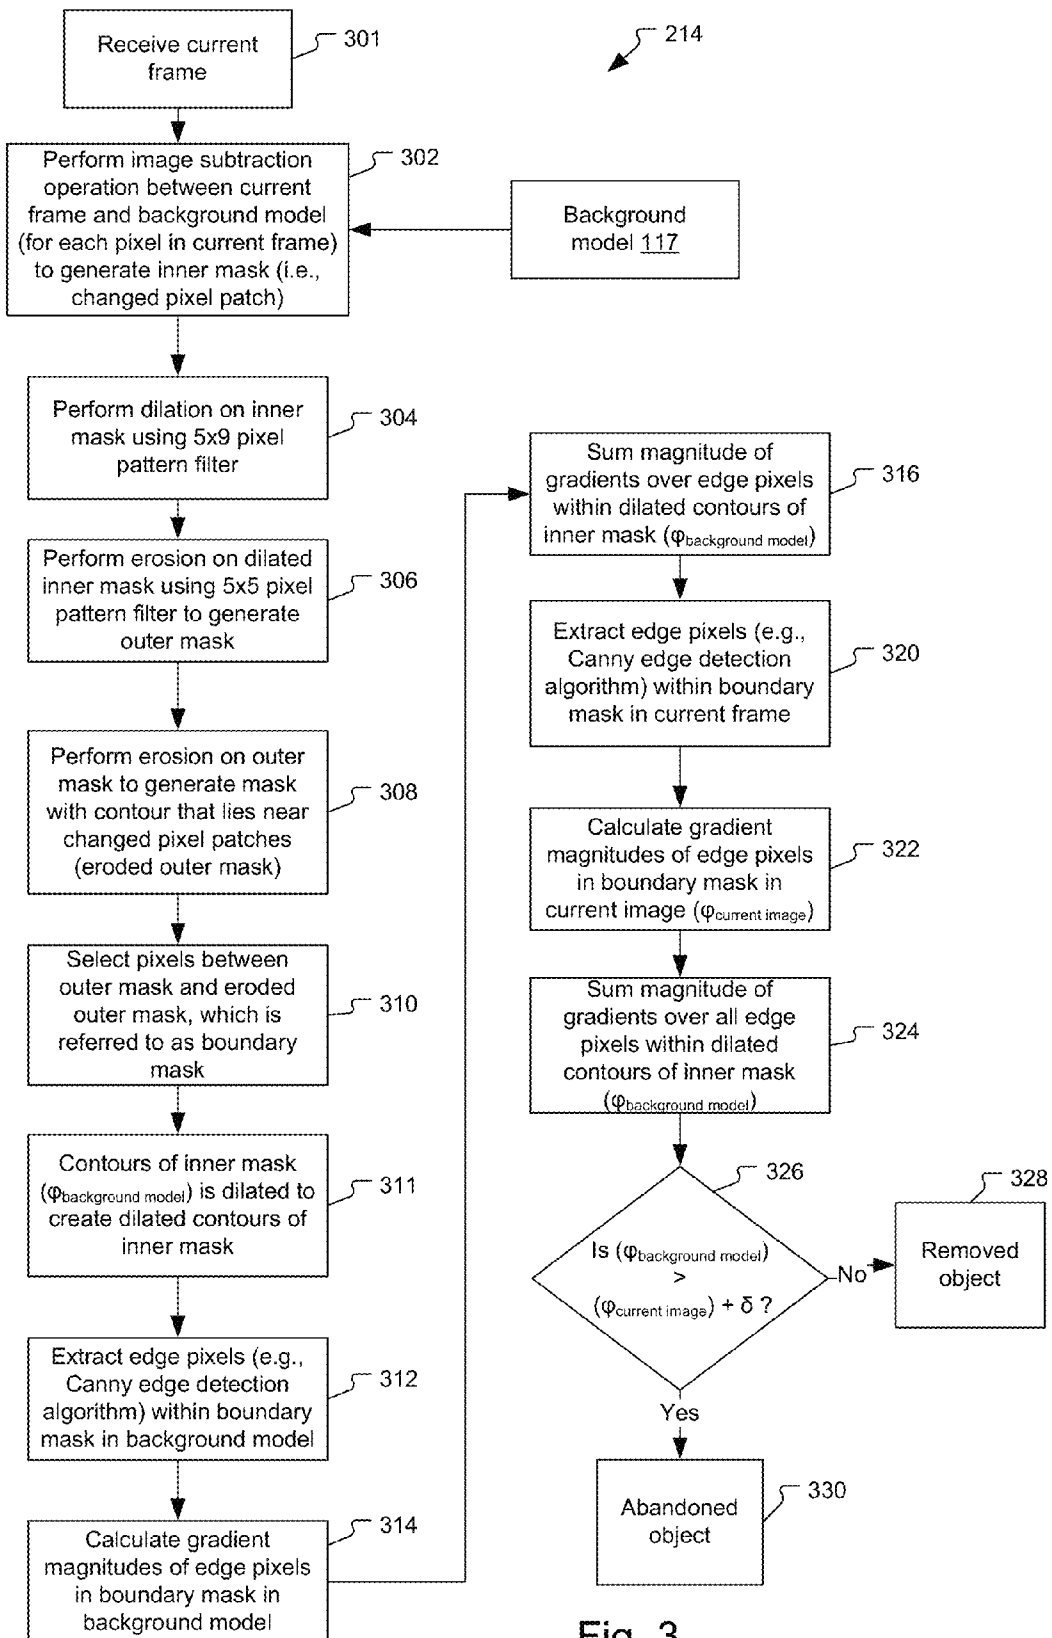 Receive current
frame
301
214
Perform image subtraction
operation between current
frame and background model
(for each pixel in current frame)
to generate inner mask (i.e.,
changed pixel patch)
302
Background
model 117
Perform dilation on inner
mask using 5x9 pixel
pattern filter
304
Perform erosion on dilated
inner mask using 5x5 pixel
pattern filter to generate
outer mask
306
Perform erosion on outer
mask to generate mask
with contour that lies near
changed pixel patches
(eroded outer mask)
308
Select pixels between
outer mask and eroded
outer mask, which is
referred to as boundary
mask
310
Contours of inner mask
(φbackground model) is dilated to
create dilated contours of
inner mask
311
Extract edge pixels (e.g.,
Canny edge detection
algorithm) within boundary
mask in background model
312
Calculate gradient
magnitudes of edge pixels
in boundary mask in
background model
314
Sum magnitude of
gradients over edge pixels
within dilated contours of
inner mask (φbackground model)
316
Extract edge pixels (e.g.,
Canny edge detection
algorithm) within boundary
mask in current frame
320
Calculate gradient
magnitudes of edge pixels
in boundary mask in
current image (φcurrent image)
322
Sum magnitude of
gradients over all edge
pixels within dilated
contours of inner mask
(φbackground model)
324
Is (φbackground model)
>
(φcurrent image) + δ ?
326
No
Removed
object
328
Yes
Abandoned
object
330
Fig. 3